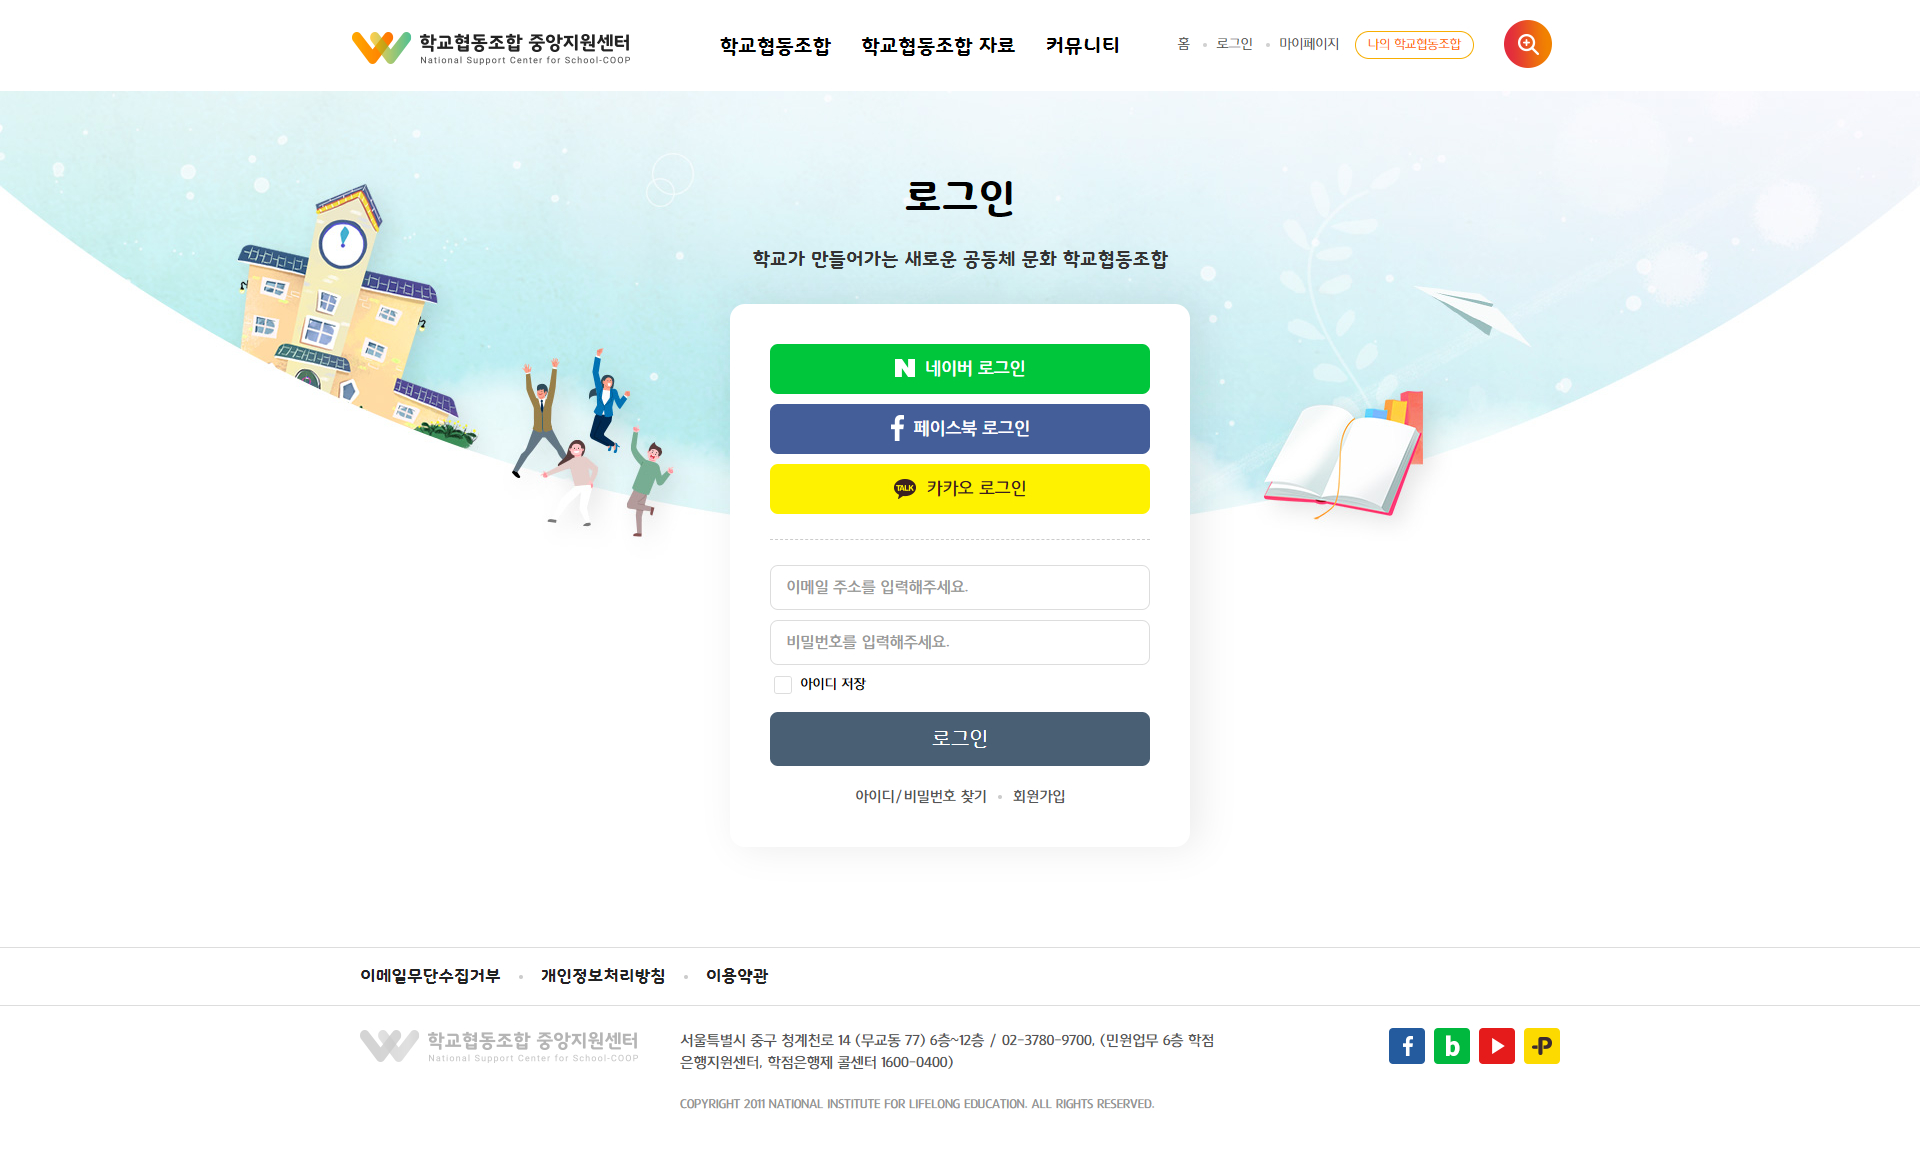 학교협동조합 중앙지원센터
National Support Center for School-COOP
학교협동조합 학교협동조합 자료 커뮤니티
홈 로그인 마이페이지 나의 학교협동조합
로그인
학교가 만들어가는 새로운 공동체 문화 학교협동조합
네이버 로그인
페이스북 로그인
TALK 카카오 로그인
이메일 주소를 입력해주세요.
비밀번호를 입력해주세요.
아이디 저장
로그인
아이디/비밀번호 찾기 회원가입
이메일무단수집거부 개인정보처리방침 이용약관
학교협동조합 중앙지원센터
National Support Center for School-COOP
서울특별시 중구 청계천로 14 (무교동 77) 6층~12층 / 02-3780-9700, (민원업무 6층 학점
은행지원센터, 학점은행제 콜센터 1600-0400)
COPYRIGHT 2011 NATIONAL INSTITUTE FOR LIFELONG EDUCATION. ALL RIGHTS RESERVED.